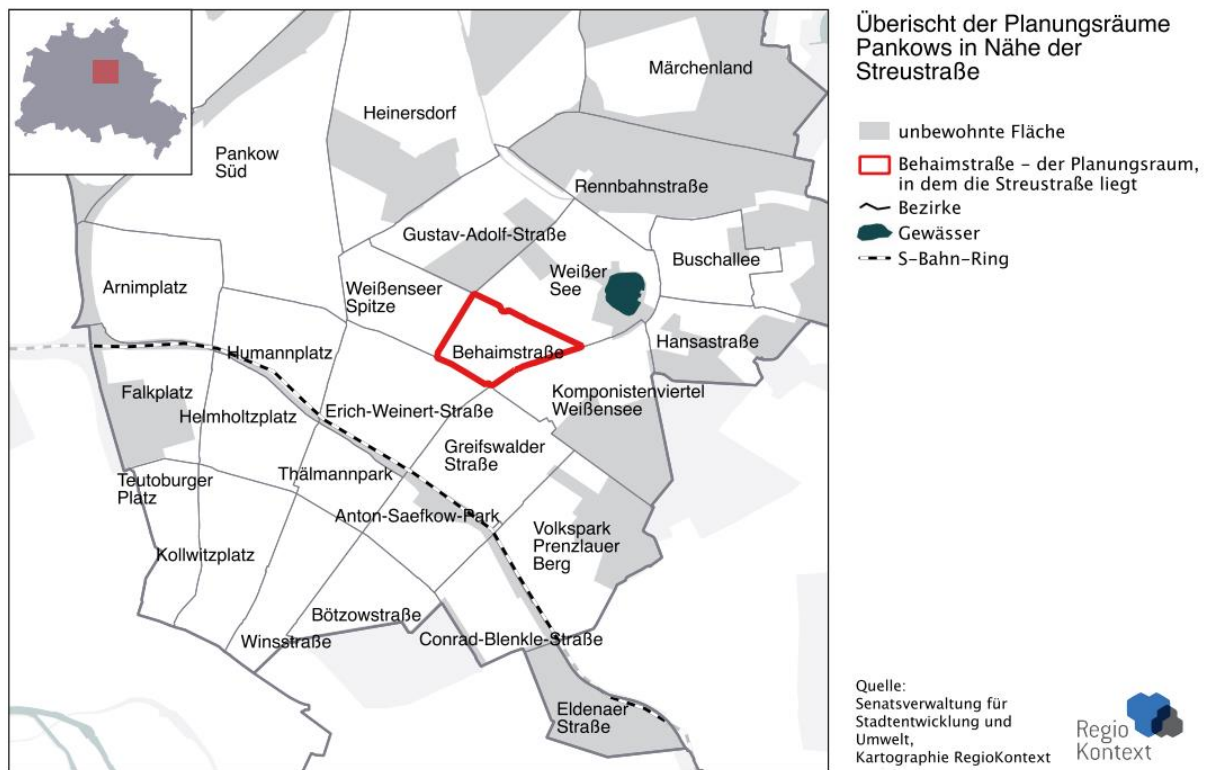 Überischt der Planungsräume
Pankows in Nähe der
Streustraße
unbewohnte Fläche
Behaimstraße – der Planungsraum,
in dem die Streustraße liegt
Bezirke
Gewässer
S-Bahn-Ring
Märchenland
Heinersdorf
Pankow
Süd
Rennbahnstraße
Gustav-Adolf-Straße
Buschallee
Weißer
See
Arnimplatz
Weißenseer
Spitze
Hansastraße
Humannplatz
Behaimstraße
Falkplatz
Komponistenviertel
Weißensee
Helmholtzplatz
Erich-Weinert-Straße
Greifswalder
Straße
Thälmannpark
Teutoburger
Platz
Anton-Saefkow-Park
Volkspark
Prenzlauer
Berg
Kollwitzplatz
Bötzowstraße
Winsstraße
Conrad-Blenkle-Straße
Eldenaer
Straße
Quelle:
Senatsverwaltung für
Stadtentwicklung und
Umwelt,
Kartographie RegioKontext
Regio
Kontext